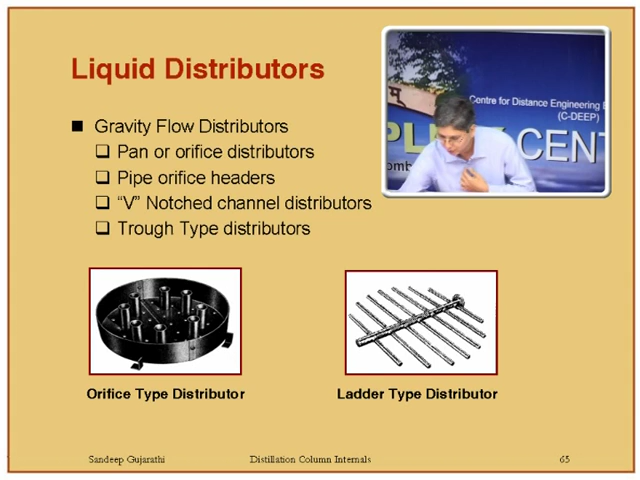 Liquid Distributors
Gravity Flow Distributors
Pan or orifice distributors
Pipe orifice headers
“V” Notched channel distributors
Trough Type distributors
Centre for Distance Engineering
(C-DEEP)
CENT
Orifice Type Distributor
Ladder Type Distributor
Sandeep Gujarathi
Distillation Column Internals
65